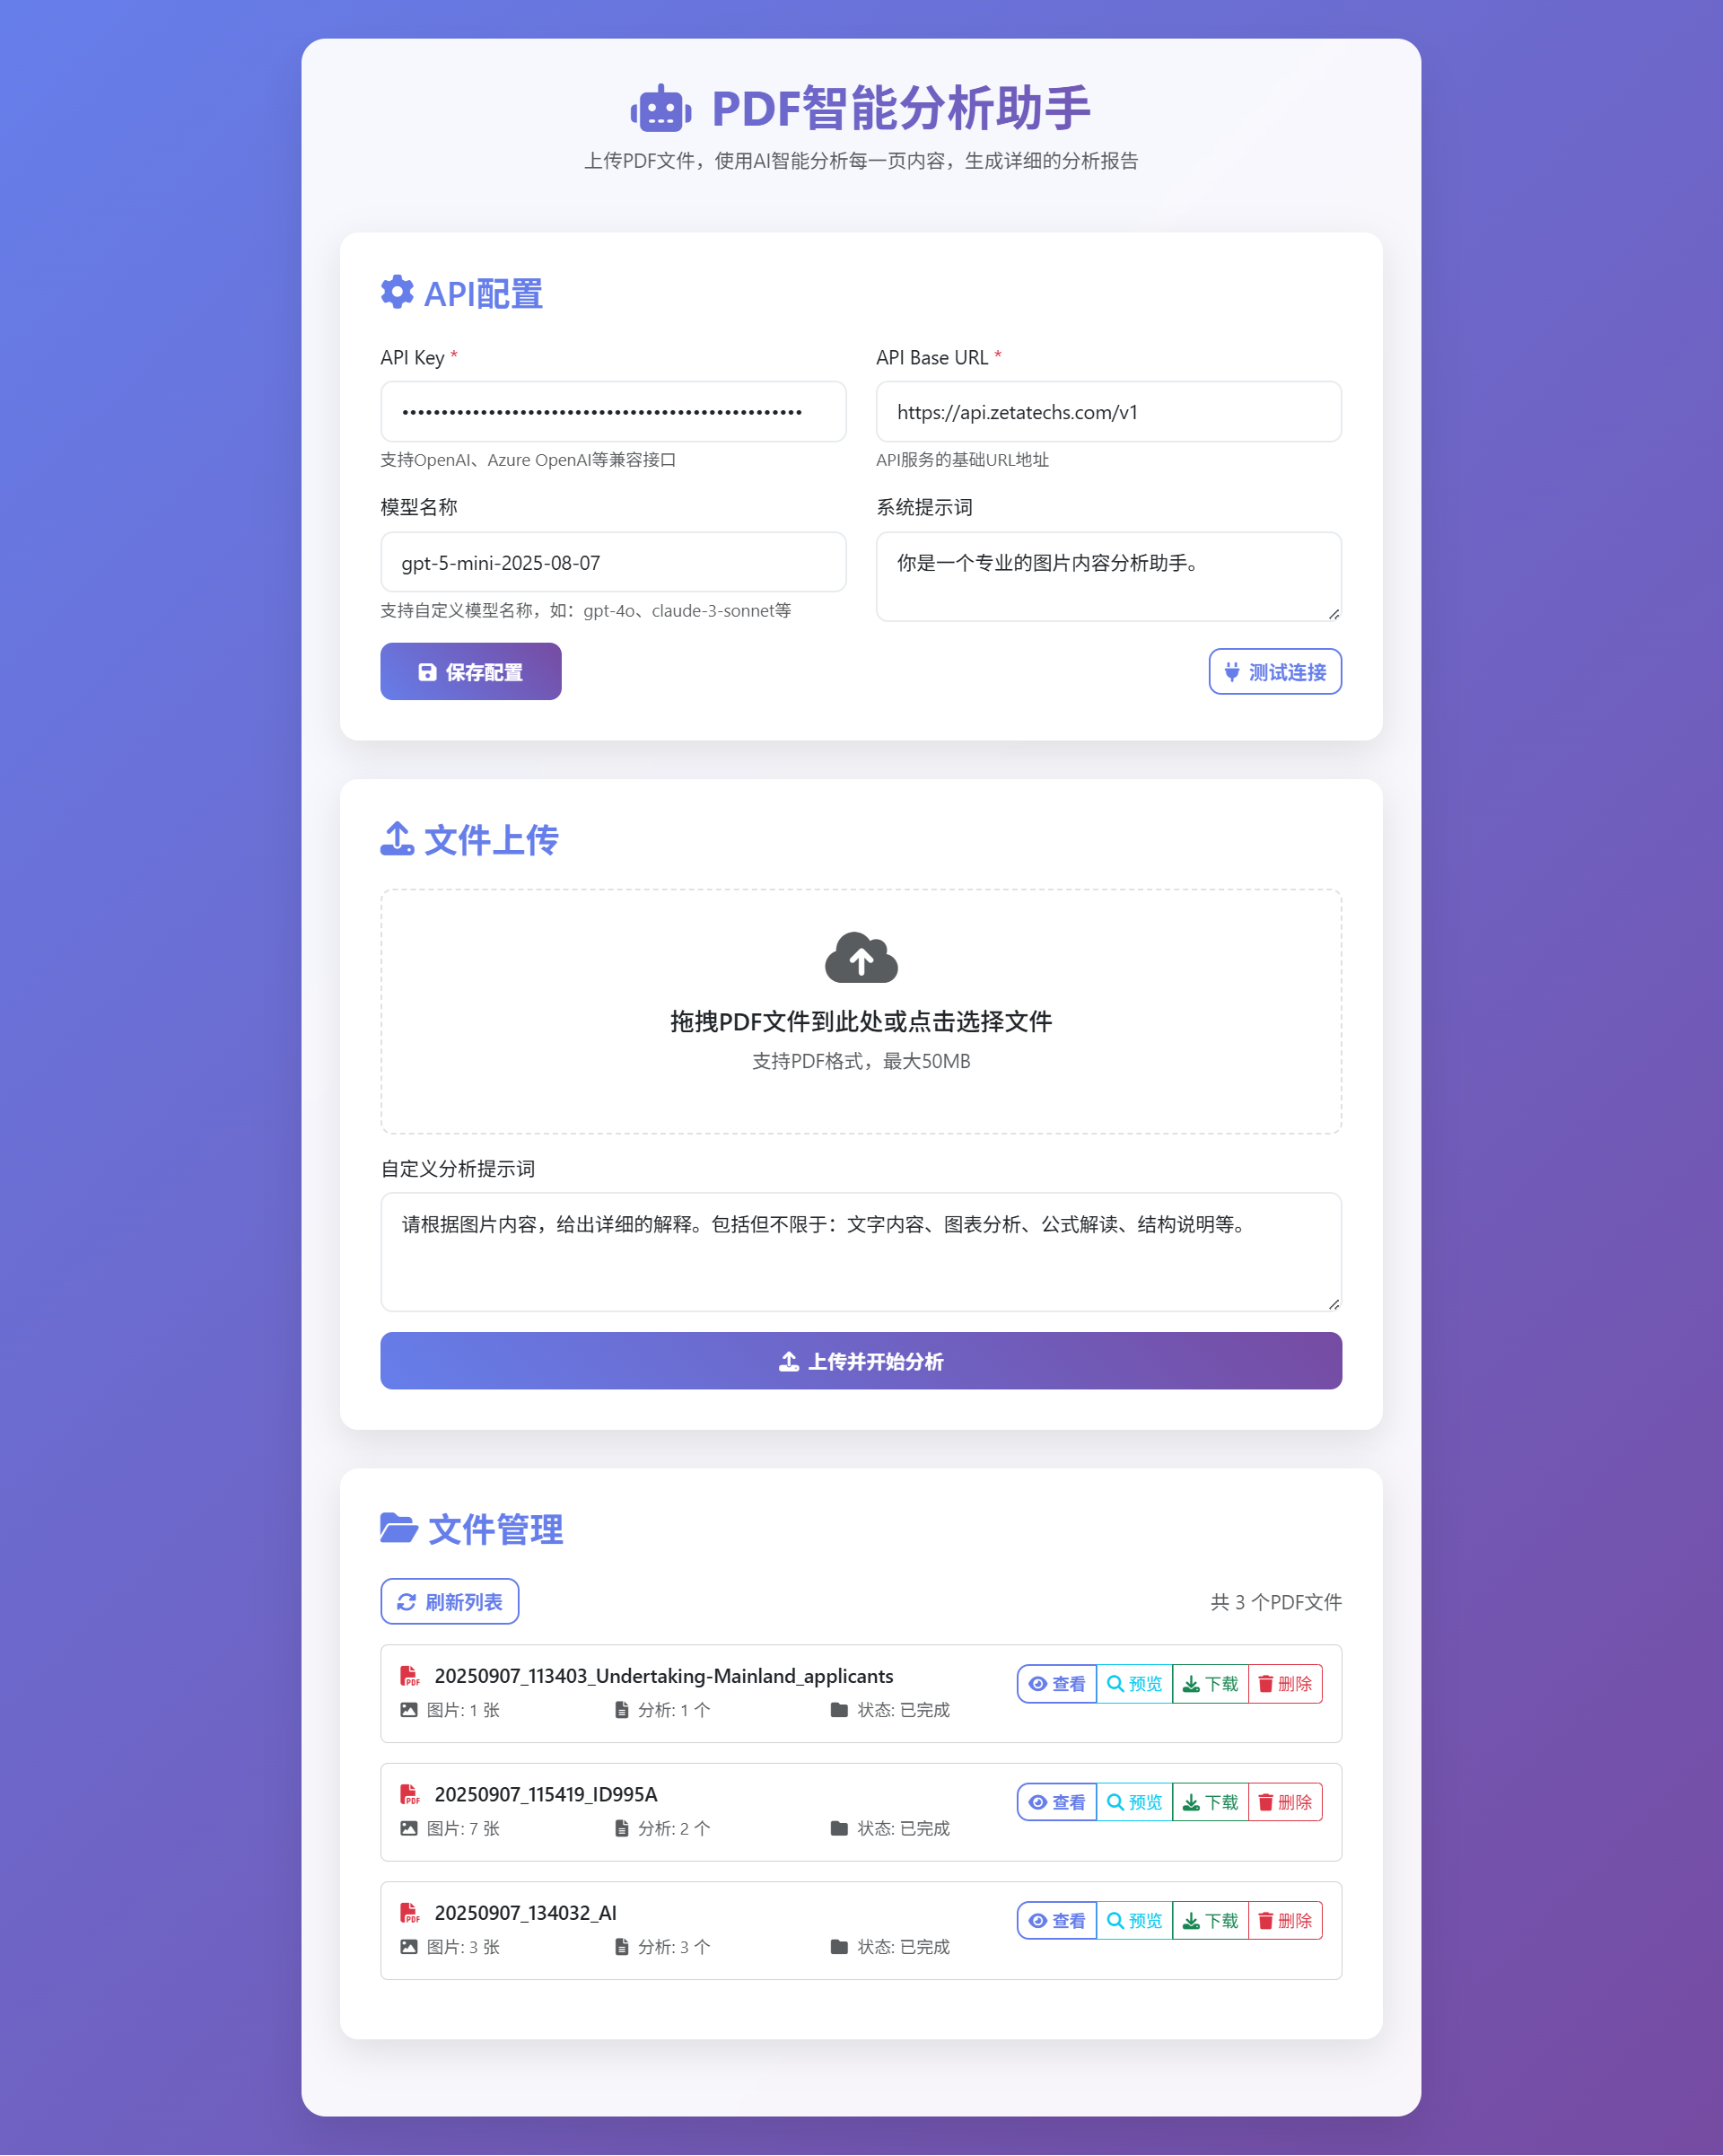 PDF智能分析助手
上传PDF文件，使用AI智能分析每一页内容，生成详细的分析报告
API配置
API Key *
API Base URL *
••••••••••••••••••••••••••••••••••••••••••••••••••
https://api.zetatechs.com/v1
支持OpenAI、Azure OpenAI等兼容接口
API服务的基础URL地址
模型名称
系统提示词
gpt-5-mini-2025-08-07
你是一个专业的图片内容分析助手。
支持自定义模型名称，如：gpt-4o、claude-3-sonnet等
保存配置
测试连接
文件上传
拖拽PDF文件到此处或点击选择文件
支持PDF格式，最大50MB
自定义分析提示词
请根据图片内容，给出详细的解释。包括但不限于：文字内容、图表分析、公式解读、结构说明等。
上传并开始分析
文件管理
刷新列表
共 3 个PDF文件
PDF 20250907_113403_Undertaking-Mainland_applicants
查看 预览 下载 删除
图片: 1 张 分析: 1 个 状态: 已完成
PDF 20250907_115419_ID995A
查看 预览 下载 删除
图片: 7 张 分析: 2 个 状态: 已完成
PDF 20250907_134032_AI
查看 预览 下载 删除
图片: 3 张 分析: 3 个 状态: 已完成